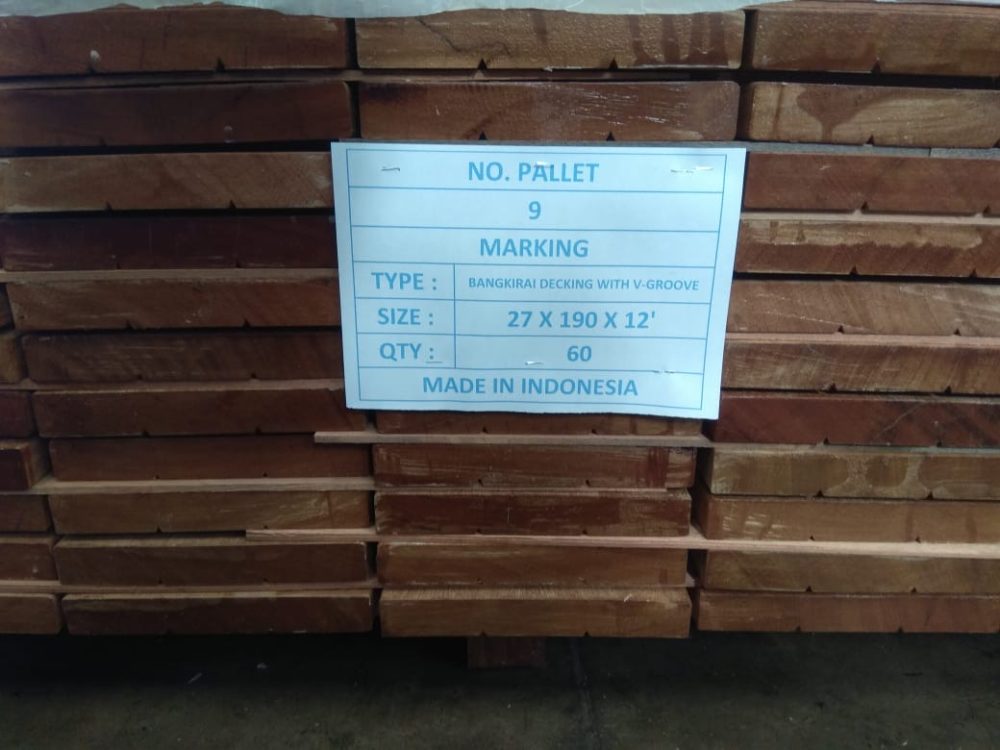 NO. PALLET
9
MARKING
TYPE : BANGKIRAI DECKING WITH V-GROOVE
SIZE : 27 X 190 X 12'
QTY : 60
MADE IN INDONESIA